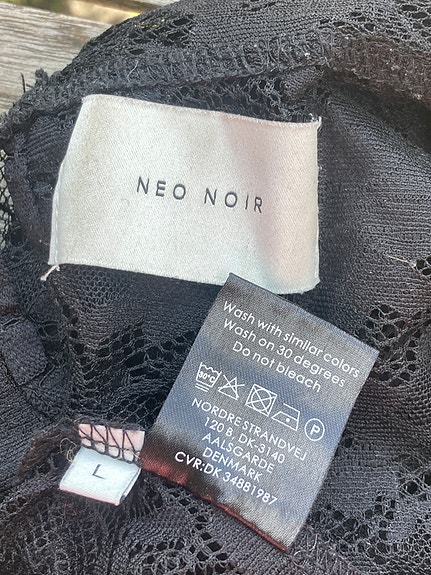 NEO NOIR
Wash with similar colors
Wash on 30 degrees
Do not bleach
30°C P
NORDRE STRANDVEJ
120 B, DK-3140
AALSGARDE
DENMARK
CVR:DK 34881987
L